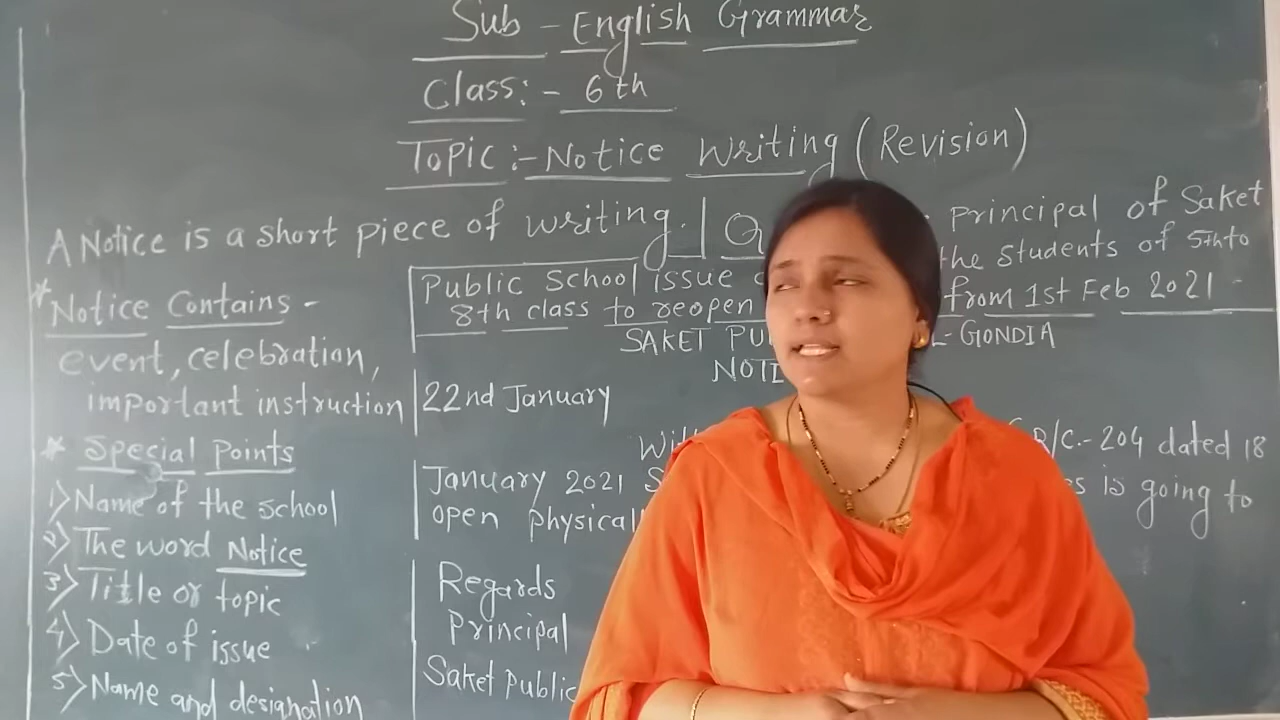 Sub - English Grammar
Class:- 6th
Topic:- Notice Writing (Revision)
A Notice is a short piece of writing.
* Notice Contains -
event, celebration,
important instruction
* Special Points
1) Name of the school
2) The word Notice
3) Title or topic
4) Date of issue
5) Name and designation
principal of Saket
Public School issue the students of 5th to
8th class to reopen from 1st Feb 2021 -
SAKET - GONDIA
22nd January
/C.-204 dated 18
January 2021 is going to
open
Regards
Principal
Saket Public